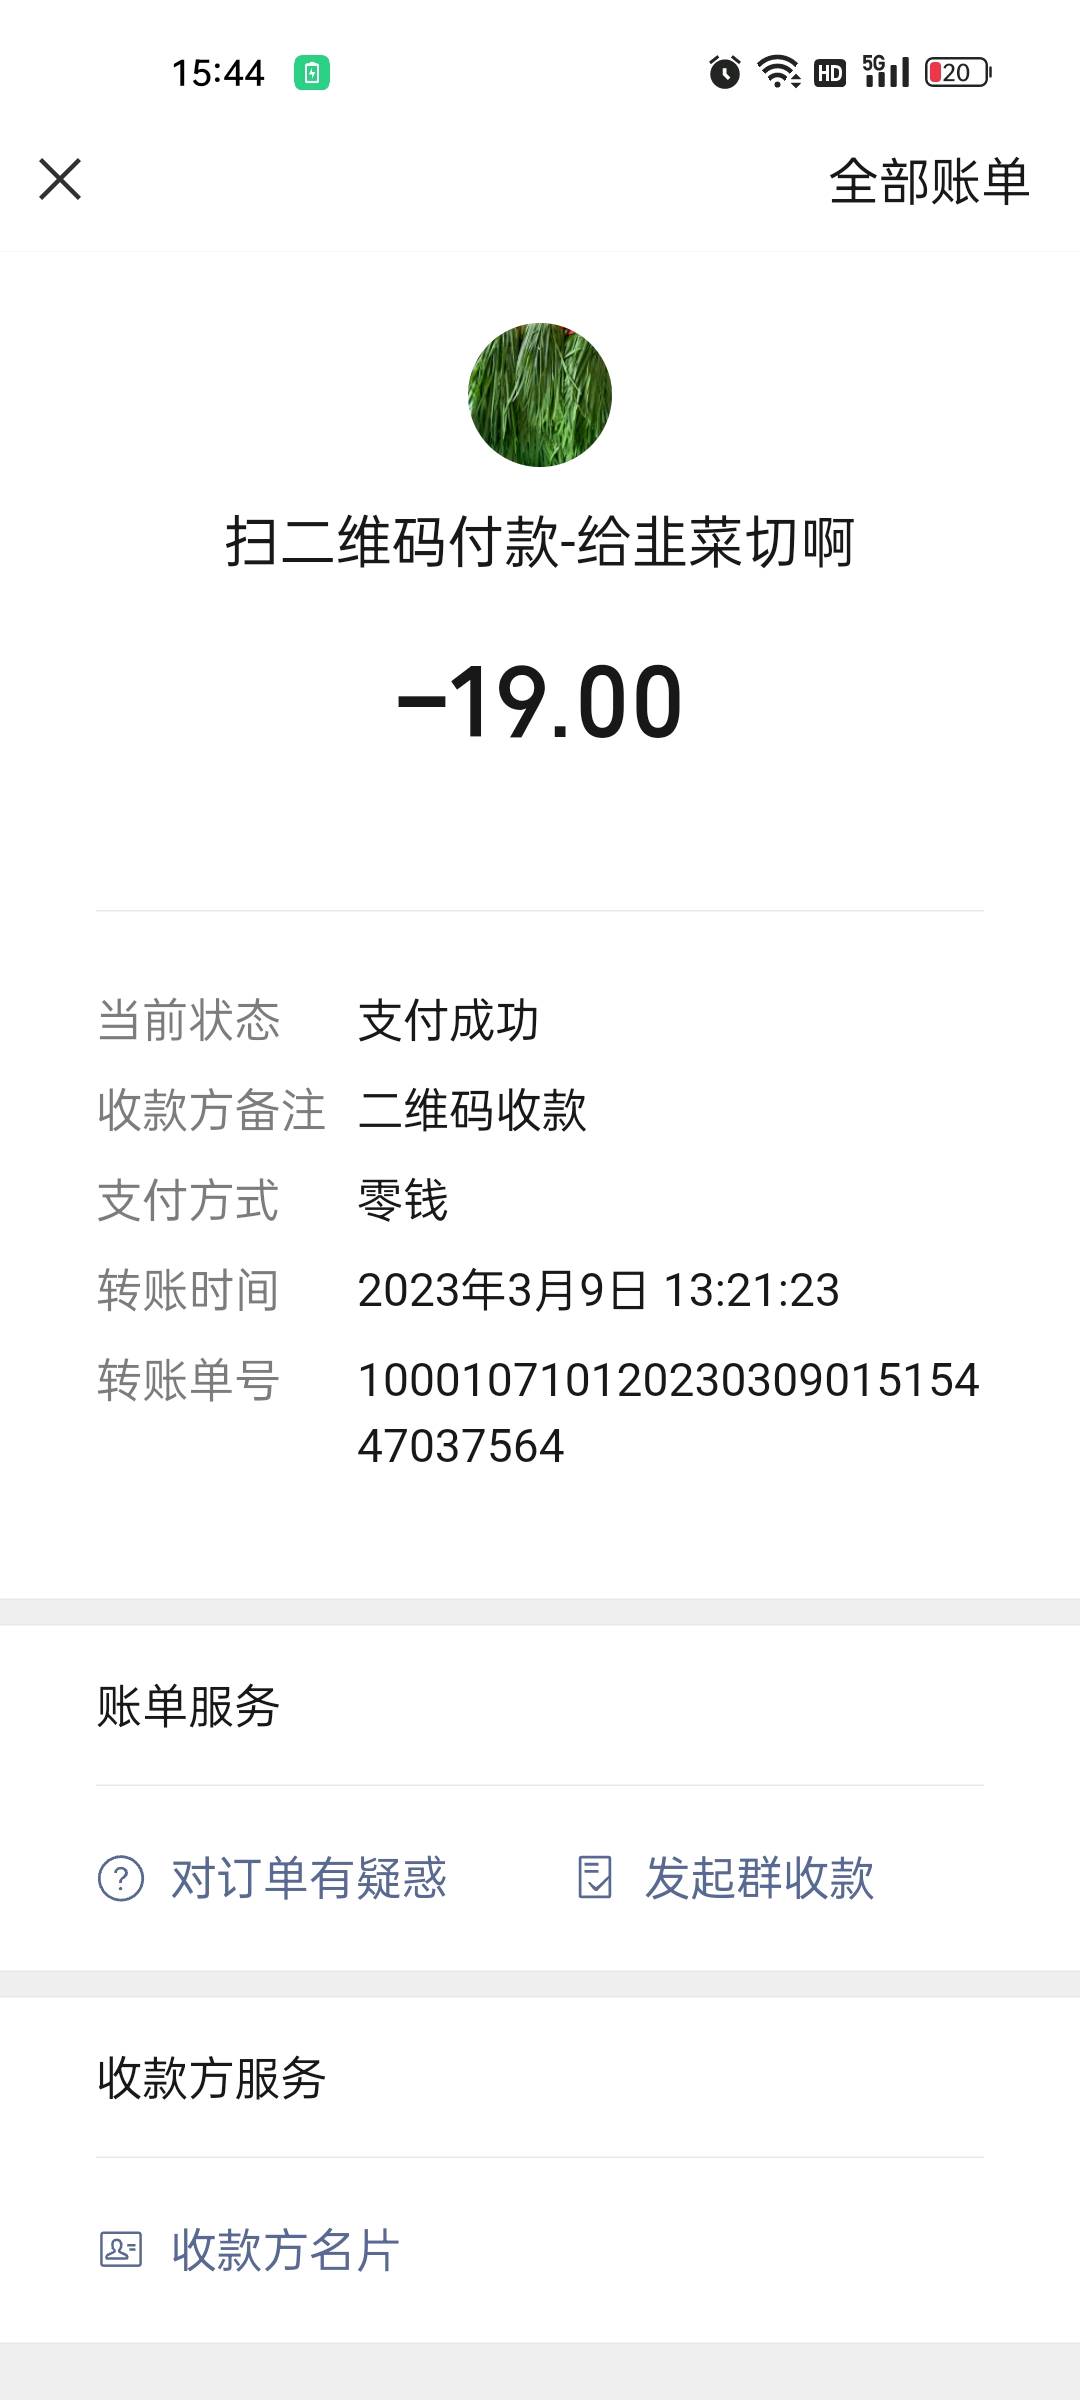 15:44
HD 5G 20
全部账单
扫二维码付款-给韭菜切啊
-19.00
当前状态 支付成功
收款方备注 二维码收款
支付方式 零钱
转账时间 2023年3月9日 13:21:23
转账单号 100010710120230309015154
47037564
账单服务
对订单有疑惑 发起群收款
收款方服务
收款方名片